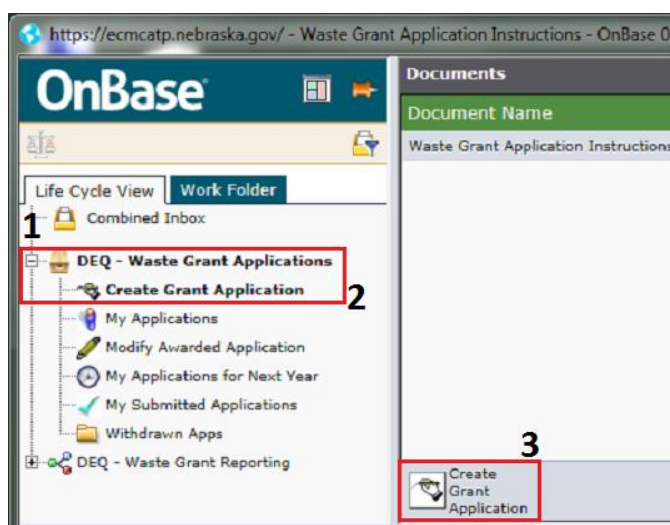 https://ecmcatp.nebraska.gov/ - Waste Grant Application Instructions - OnBase 0
OnBase
Documents
Document Name
Waste Grant Application Instructions
Life Cycle View
Work Folder
1
Combined Inbox
DEQ - Waste Grant Applications
Create Grant Application
2
My Applications
Modify Awarded Application
My Applications for Next Year
My Submitted Applications
Withdrawn Apps
DEQ - Waste Grant Reporting
3
Create
Grant
Application